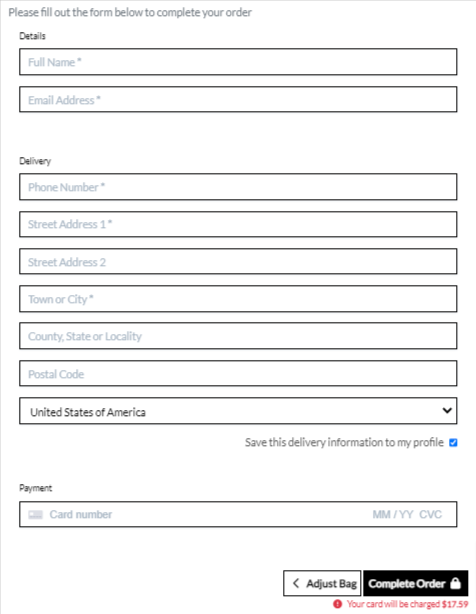 Please fill out the form below to complete your order
Details
Full Name *
Email Address *
Delivery
Phone Number *
Street Address 1 *
Street Address 2
Town or City *
County, State or Locality
Postal Code
United States of America
Save this delivery information to my profile
Payment
Card number MM / YY CVC
Adjust Bag Complete Order
Your card will be charged $17.59